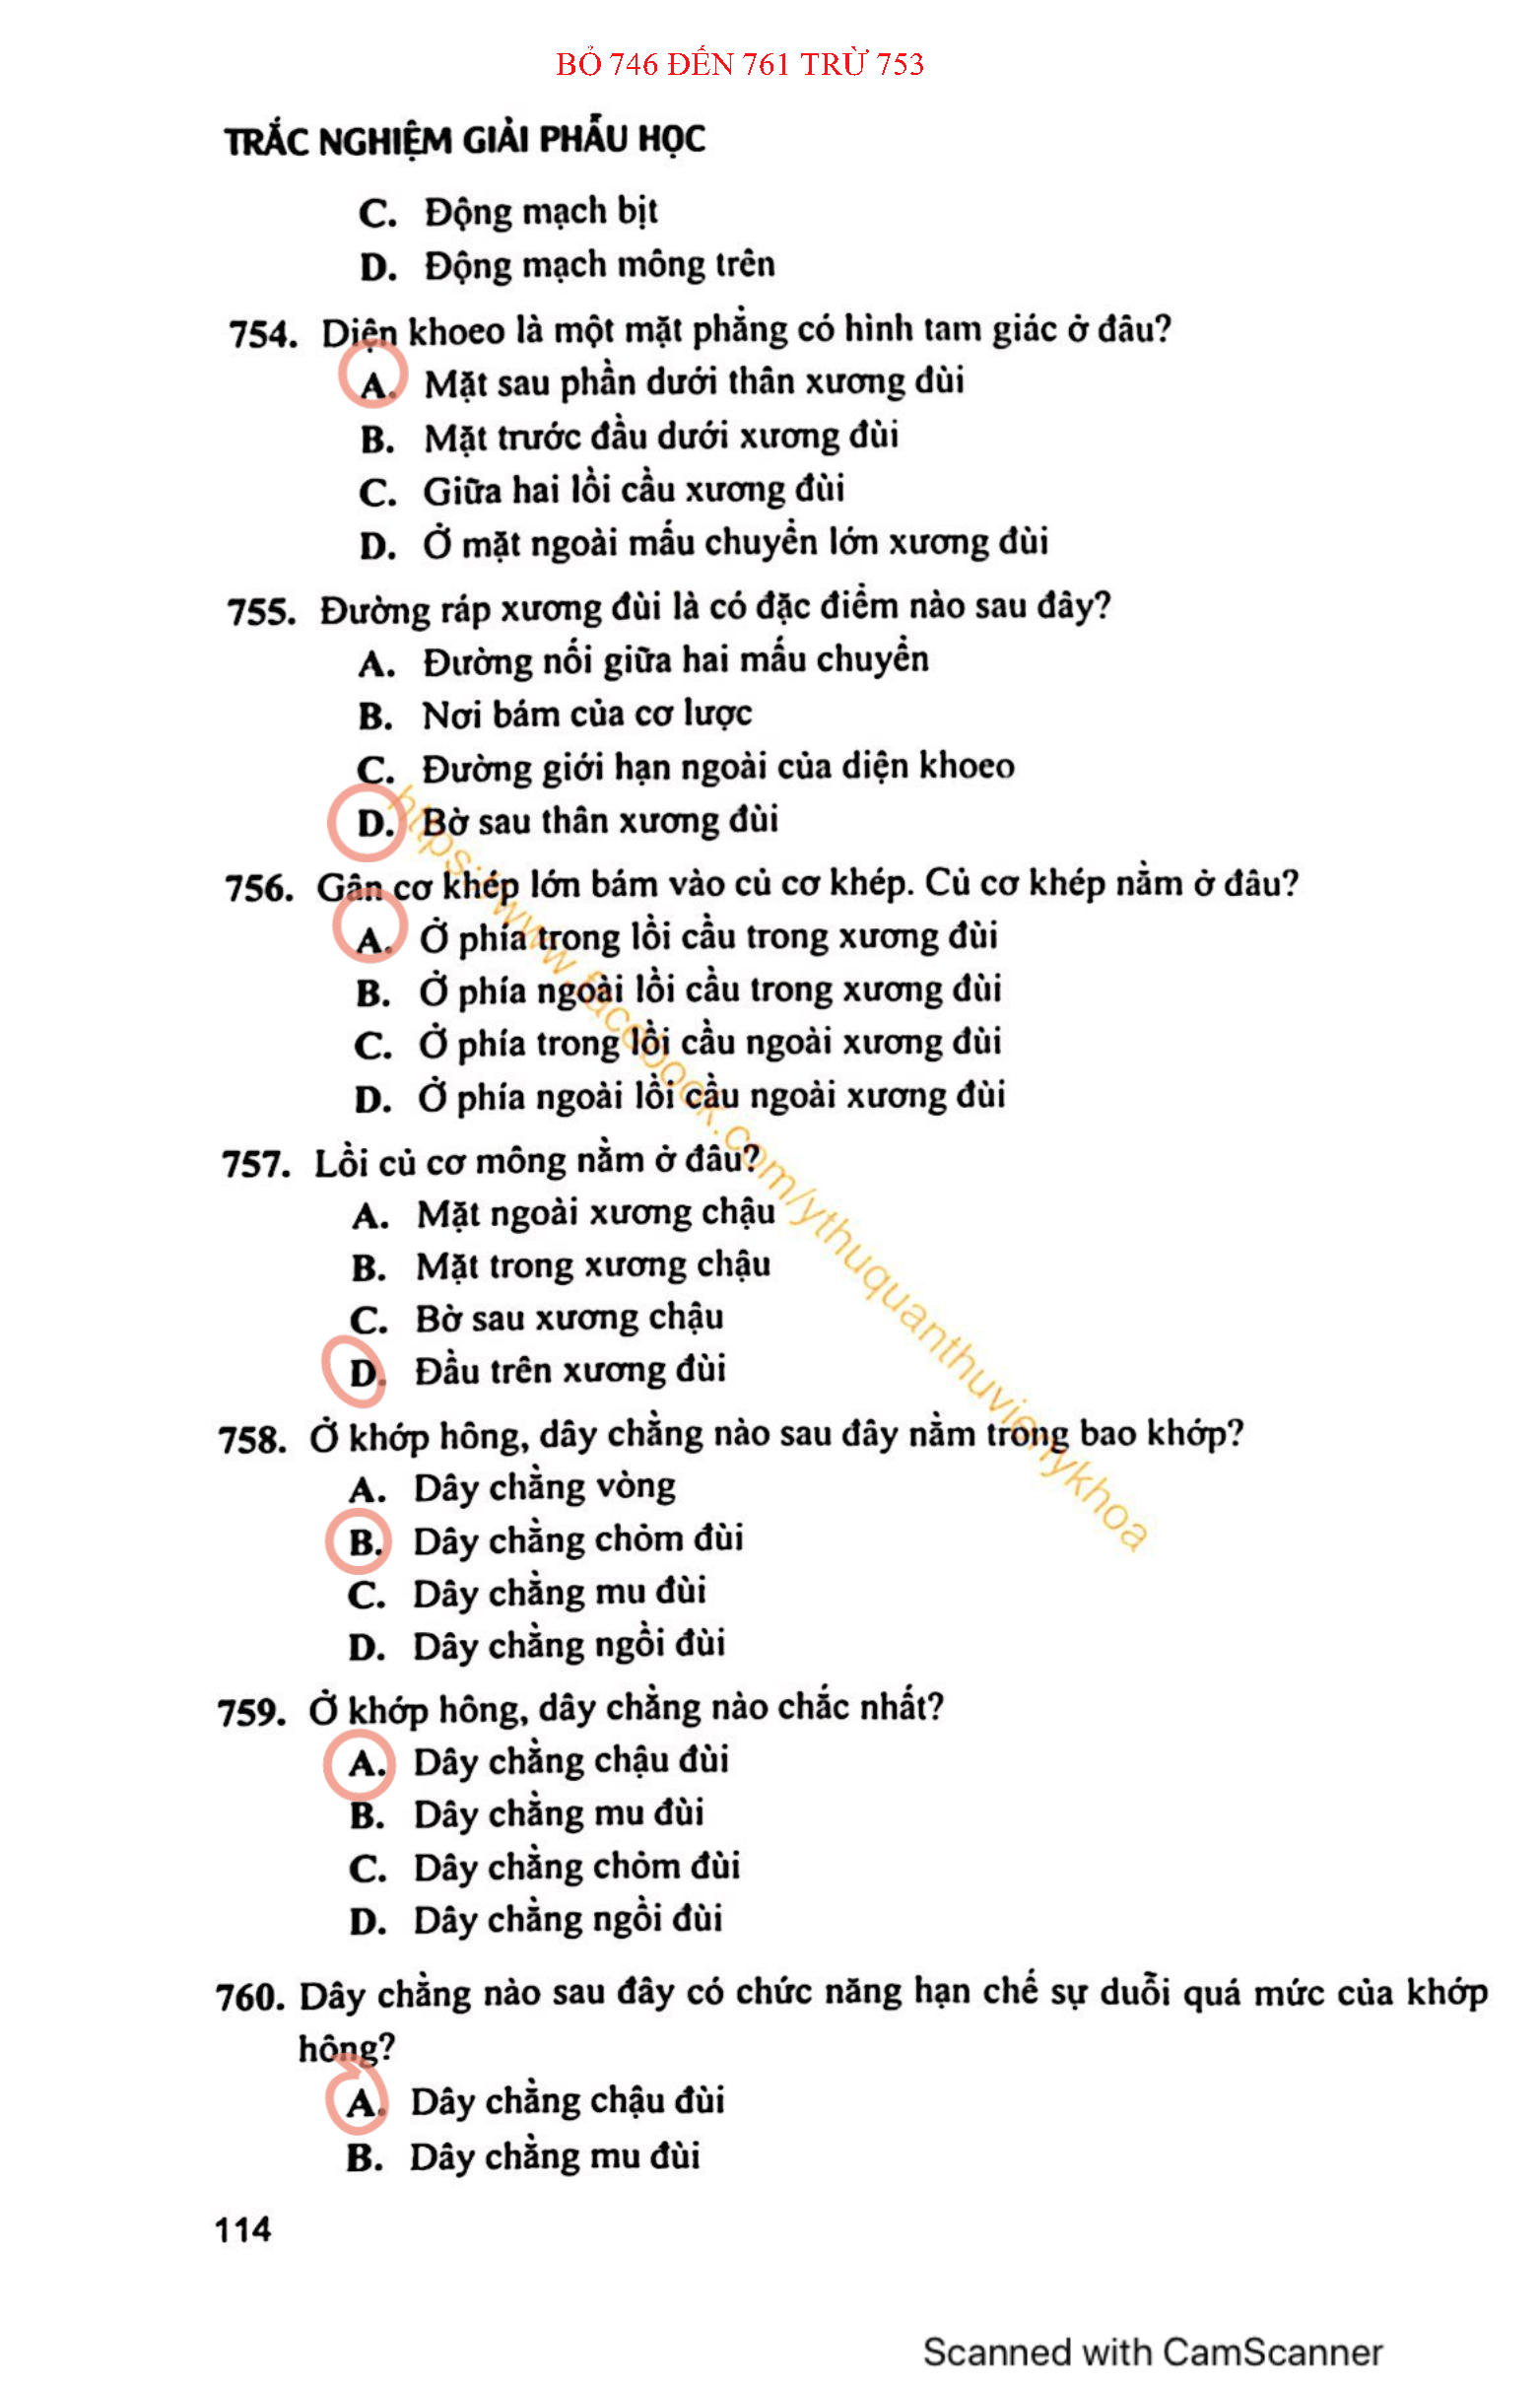 BỎ 746 ĐẾN 761 TRỪ 753
TRẮC NGHIỆM GIẢI PHẪU HỌC
C. Động mạch bịt
D. Động mạch mông trên
754. Diện khoeo là một mặt phẳng có hình tam giác ở đâu?
A. Mặt sau phần dưới thân xương đùi
B. Mặt trước đầu dưới xương đùi
C. Giữa hai lồi cầu xương đùi
D. Ở mặt ngoài mấu chuyển lớn xương đùi
755. Đường ráp xương đùi là có đặc điểm nào sau đây?
A. Đường nối giữa hai mấu chuyển
B. Nơi bám của cơ lược
C. Đường giới hạn ngoài của diện khoeo
D. Bờ sau thân xương đùi
756. Gân cơ khép lớn bám vào củ cơ khép. Củ cơ khép nằm ở đâu?
A. Ở phía trong lồi cầu trong xương đùi
B. Ở phía ngoài lồi cầu trong xương đùi
C. Ở phía trong lồi cầu ngoài xương đùi
D. Ở phía ngoài lồi cầu ngoài xương đùi
757. Lồi củ cơ mông nằm ở đâu?
A. Mặt ngoài xương chậu
B. Mặt trong xương chậu
C. Bờ sau xương chậu
D. Đầu trên xương đùi
758. Ở khớp hông, dây chằng nào sau đây nằm trong bao khớp?
A. Dây chằng vòng
B. Dây chằng chỏm đùi
C. Dây chằng mu đùi
D. Dây chằng ngồi đùi
759. Ở khớp hông, dây chằng nào chắc nhất?
A. Dây chằng chậu đùi
B. Dây chằng mu đùi
C. Dây chằng chỏm đùi
D. Dây chằng ngồi đùi
760. Dây chằng nào sau đây có chức năng hạn chế sự duỗi quá mức của khớp
hông?
A. Dây chằng chậu đùi
B. Dây chằng mu đùi
114
https://www.facebook.com/ythuquanthuvienykhoa
Scanned with CamScanner